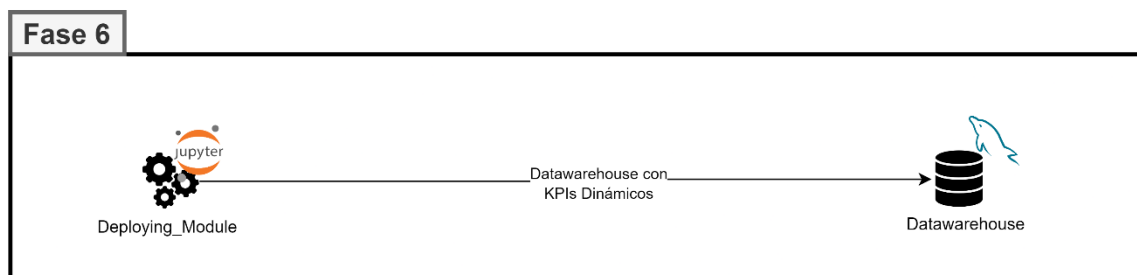 Fase 6
jupyter
Datawarehouse con
KPIs Dinámicos
Deploying_Module
Datawarehouse